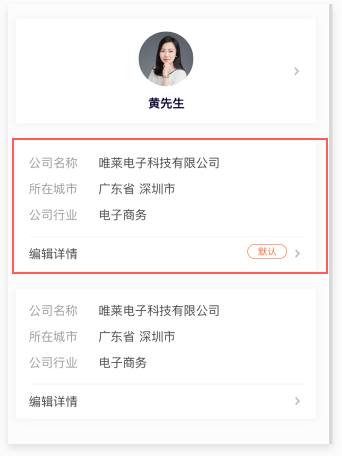 黄先生
公司名称 唯莱电子科技有限公司
所在城市 广东省 深圳市
公司行业 电子商务
编辑详情 默认
公司名称 唯莱电子科技有限公司
所在城市 广东省 深圳市
公司行业 电子商务
编辑详情